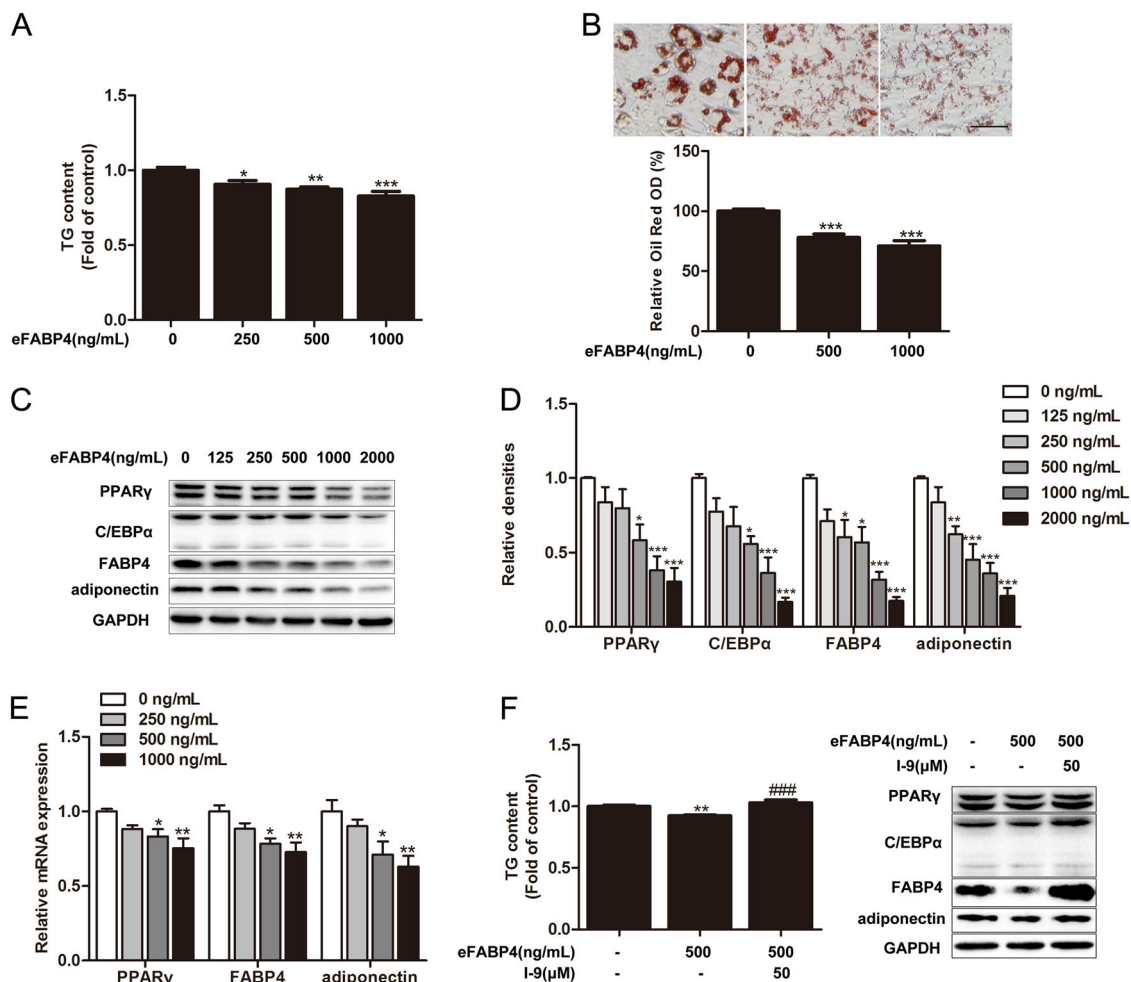 A
TG content
(Fold of control)
1.5
1.0
0.5
0.0
*
**
***
eFABP4(ng/mL)
0 250 500 1000
B
Relative Oil Red OD (%)
150
100
50
0
***
***
eFABP4(ng/mL)
0 500 1000
C
eFABP4(ng/mL) 0 125 250 500 1000 2000
PPARγ
C/EBPα
FABP4
adiponectin
GAPDH
D
Relative densities
1.5
1.0
0.5
0.0
0 ng/mL
125 ng/mL
250 ng/mL
500 ng/mL
1000 ng/mL
2000 ng/mL
* *** ***
* *** ***
* * *** ***
** *** *** ***
PPARγ C/EBPα FABP4 adiponectin
E
0 ng/mL
250 ng/mL
500 ng/mL
1000 ng/mL
Relative mRNA expression
1.5
1.0
0.5
0.0
* **
* **
* **
PPARγ FABP4 adiponectin
F
TG content
(Fold of control)
1.5
1.0
0.5
0.0
**
###
eFABP4(ng/mL) - 500 500
I-9(μM) - - 50
eFABP4(ng/mL) - 500 500
I-9(μM) - - 50
PPARγ
C/EBPα
FABP4
adiponectin
GAPDH